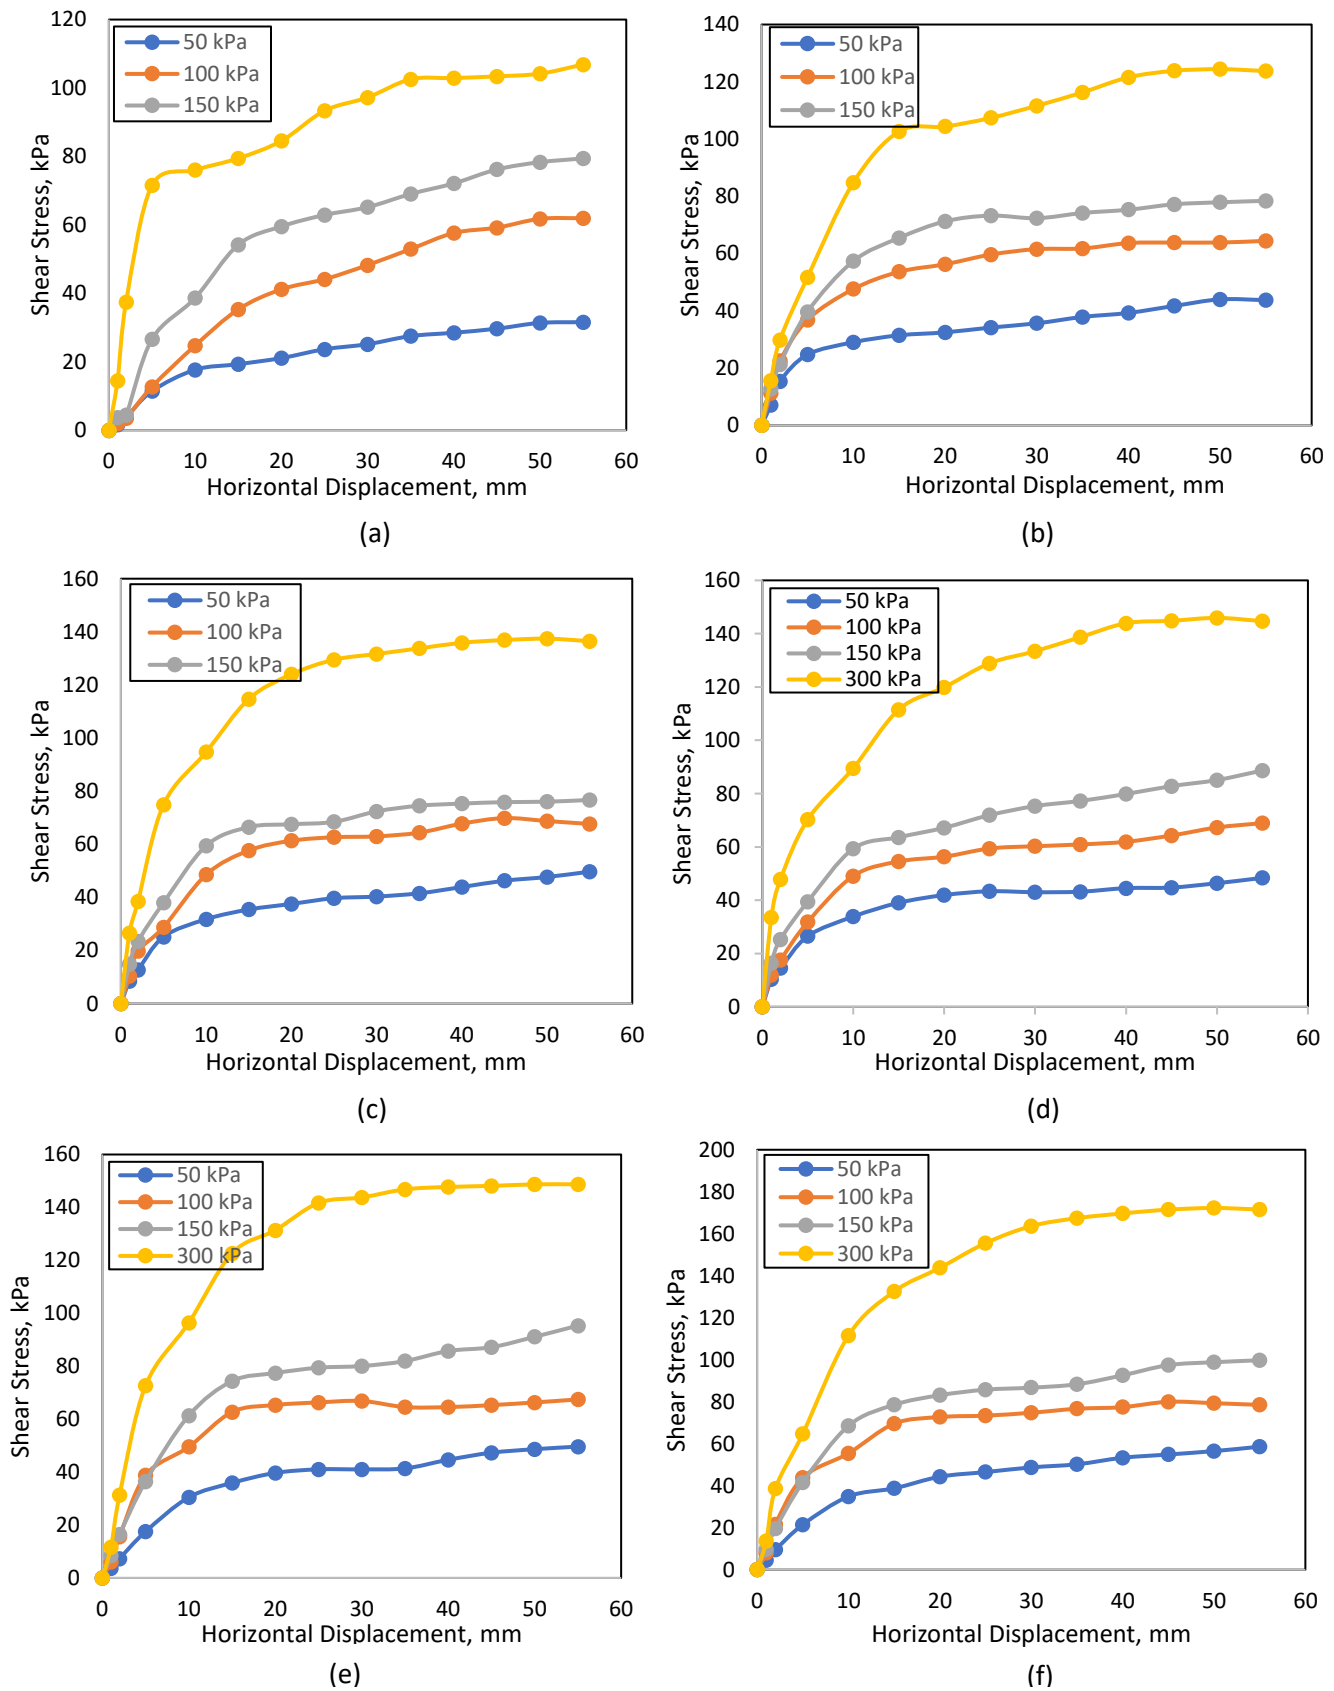 120
100
80
60
40
20
0
0 10 20 30 40 50 60
Shear Stress, kPa
Horizontal Displacement, mm
50 kPa
100 kPa
150 kPa
(a)
140
120
100
80
60
40
20
0
0 10 20 30 40 50 60
Shear Stress, kPa
Horizontal Displacement, mm
50 kPa
100 kPa
150 kPa
(b)
160
140
120
100
80
60
40
20
0
0 10 20 30 40 50 60
Shear Stress, kPa
Horizontal Displacement, mm
50 kPa
100 kPa
150 kPa
(c)
160
140
120
100
80
60
40
20
0
0 10 20 30 40 50 60
Shear Stress, kPa
Horizontal Displacement, mm
50 kPa
100 kPa
150 kPa
300 kPa
(d)
160
140
120
100
80
60
40
20
0
0 10 20 30 40 50 60
Shear Stress, kPa
Horizontal Displacement, mm
50 kPa
100 kPa
150 kPa
300 kPa
(e)
200
180
160
140
120
100
80
60
40
20
0
0 10 20 30 40 50 60
Shear Stress, kPa
Horizontal Displacement, mm
50 kPa
100 kPa
150 kPa
300 kPa
(f)